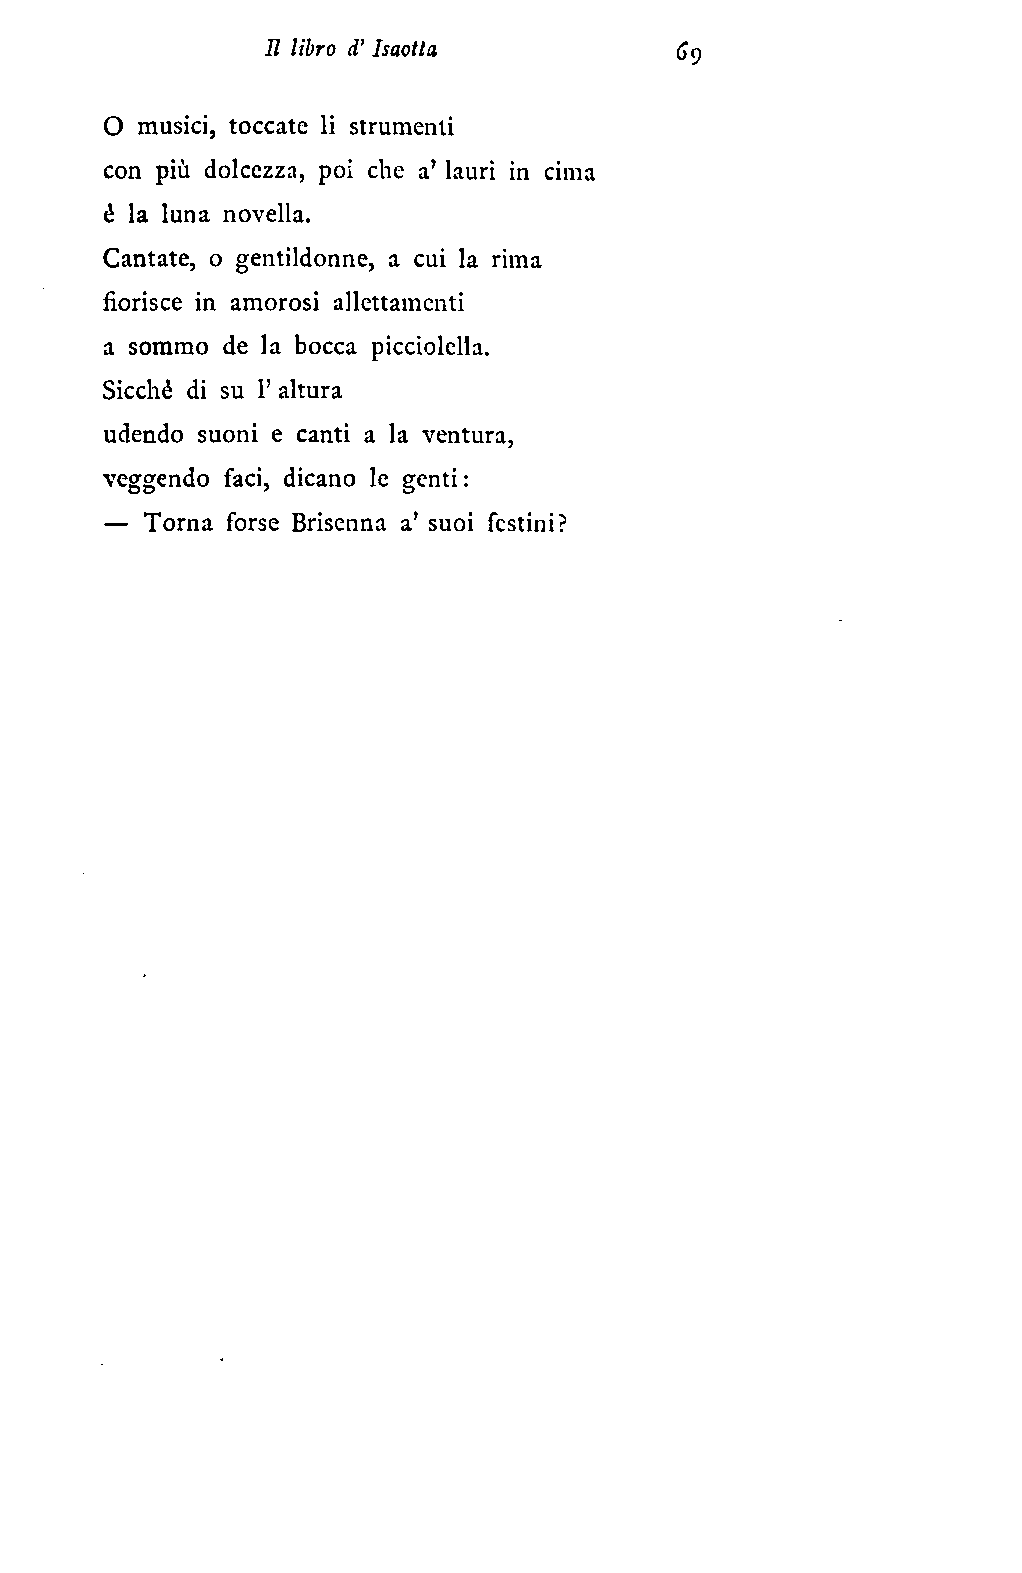 Il libro d' Isaotta 69
O musici, toccate li strumenti
con più dolcezza, poi che a' lauri in cima
è la luna novella.
Cantate, o gentildonne, a cui la rima
fiorisce in amorosi allettamenti
a sommo de la bocca picciolella.
Sicchè di su l' altura
udendo suoni e canti a la ventura,
veggendo faci, dicano le genti:
— Torna forse Brisenna a' suoi festini?